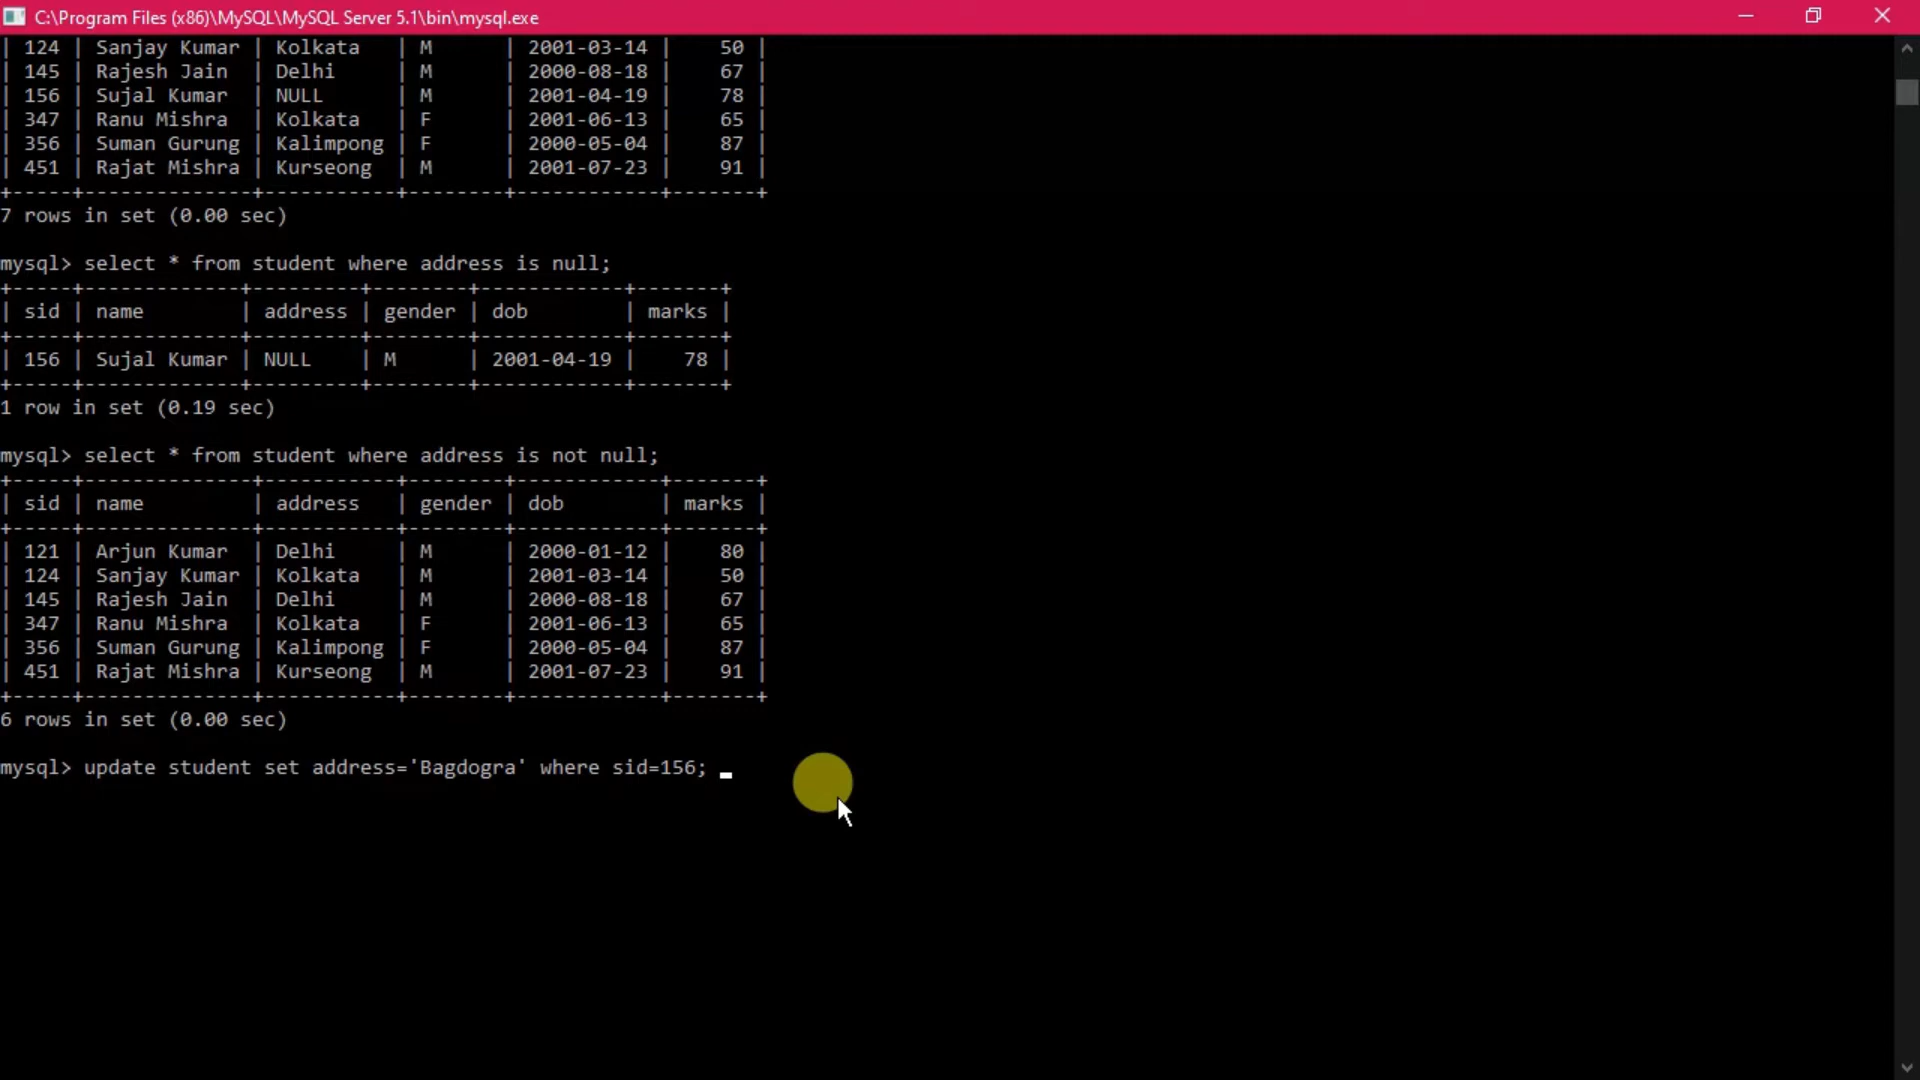 C:\Program Files (x86)\MySQL\MySQL Server 5.1\bin\mysql.exe
| 124 | Sanjay Kumar | Kolkata   | M      | 2001-03-14 |    50 |
| 145 | Rajesh Jain  | Delhi     | M      | 2000-08-18 |    67 |
| 156 | Sujal Kumar  | NULL      | M      | 2001-04-19 |    78 |
| 347 | Ranu Mishra  | Kolkata   | F      | 2001-06-13 |    65 |
| 356 | Suman Gurung | Kalimpong | F      | 2000-05-04 |    87 |
| 451 | Rajat Mishra | Kurseong  | M      | 2001-07-23 |    91 |
+-----+--------------+-----------+--------+------------+-------+
7 rows in set (0.00 sec)
mysql> select * from student where address is null;
+-----+-------------+---------+--------+------------+-------+
| sid | name        | address | gender | dob        | marks |
+-----+-------------+---------+--------+------------+-------+
| 156 | Sujal Kumar | NULL    | M      | 2001-04-19 |    78 |
+-----+-------------+---------+--------+------------+-------+
1 row in set (0.19 sec)
mysql> select * from student where address is not null;
+-----+--------------+-----------+--------+------------+-------+
| sid | name         | address   | gender | dob        | marks |
+-----+--------------+-----------+--------+------------+-------+
| 121 | Arjun Kumar  | Delhi     | M      | 2000-01-12 |    80 |
| 124 | Sanjay Kumar | Kolkata   | M      | 2001-03-14 |    50 |
| 145 | Rajesh Jain  | Delhi     | M      | 2000-08-18 |    67 |
| 347 | Ranu Mishra  | Kolkata   | F      | 2001-06-13 |    65 |
| 356 | Suman Gurung | Kalimpong | F      | 2000-05-04 |    87 |
| 451 | Rajat Mishra | Kurseong  | M      | 2001-07-23 |    91 |
+-----+--------------+-----------+--------+------------+-------+
6 rows in set (0.00 sec)
mysql> update student set address='Bagdogra' where sid=156;